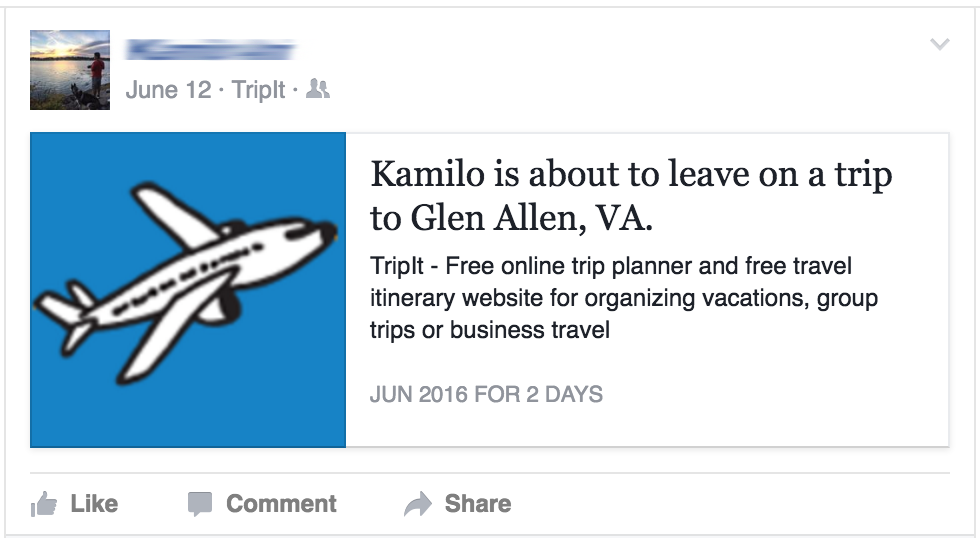 June 12 · TripIt ·
Kamilo is about to leave on a trip
to Glen Allen, VA.
TripIt - Free online trip planner and free travel
itinerary website for organizing vacations, group
trips or business travel
JUN 2016 FOR 2 DAYS
Like Comment Share